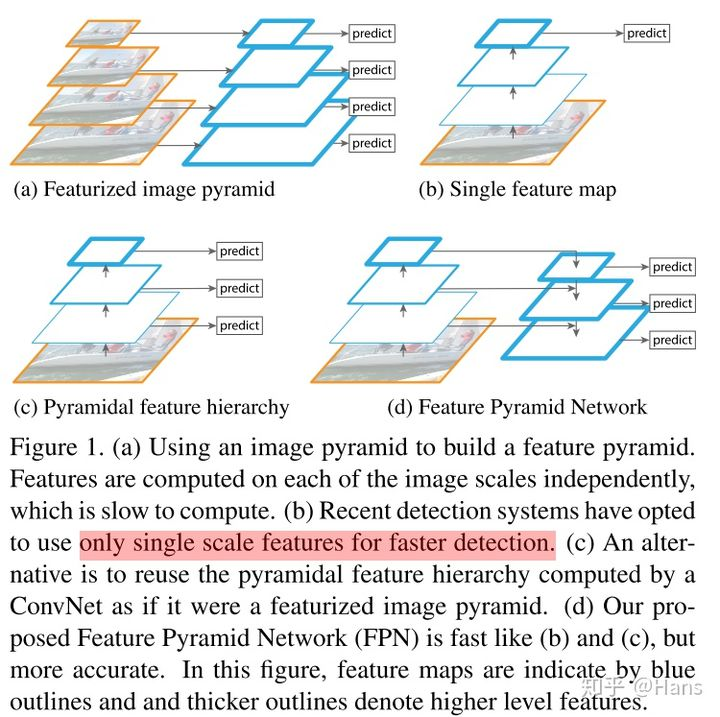 predict
predict
predict
predict
(a) Featurized image pyramid
predict
(b) Single feature map
predict
predict
predict
(c) Pyramidal feature hierarchy
predict
predict
predict
(d) Feature Pyramid Network
Figure 1. (a) Using an image pyramid to build a feature pyramid.
Features are computed on each of the image scales independently,
which is slow to compute. (b) Recent detection systems have opted
to use only single scale features for faster detection. (c) An alter-
native is to reuse the pyramidal feature hierarchy computed by a
ConvNet as if it were a featurized image pyramid. (d) Our pro-
posed Feature Pyramid Network (FPN) is fast like (b) and (c), but
more accurate. In this figure, feature maps are indicate by blue
outlines and and thicker outlines denote higher level features.
知乎 @Hans